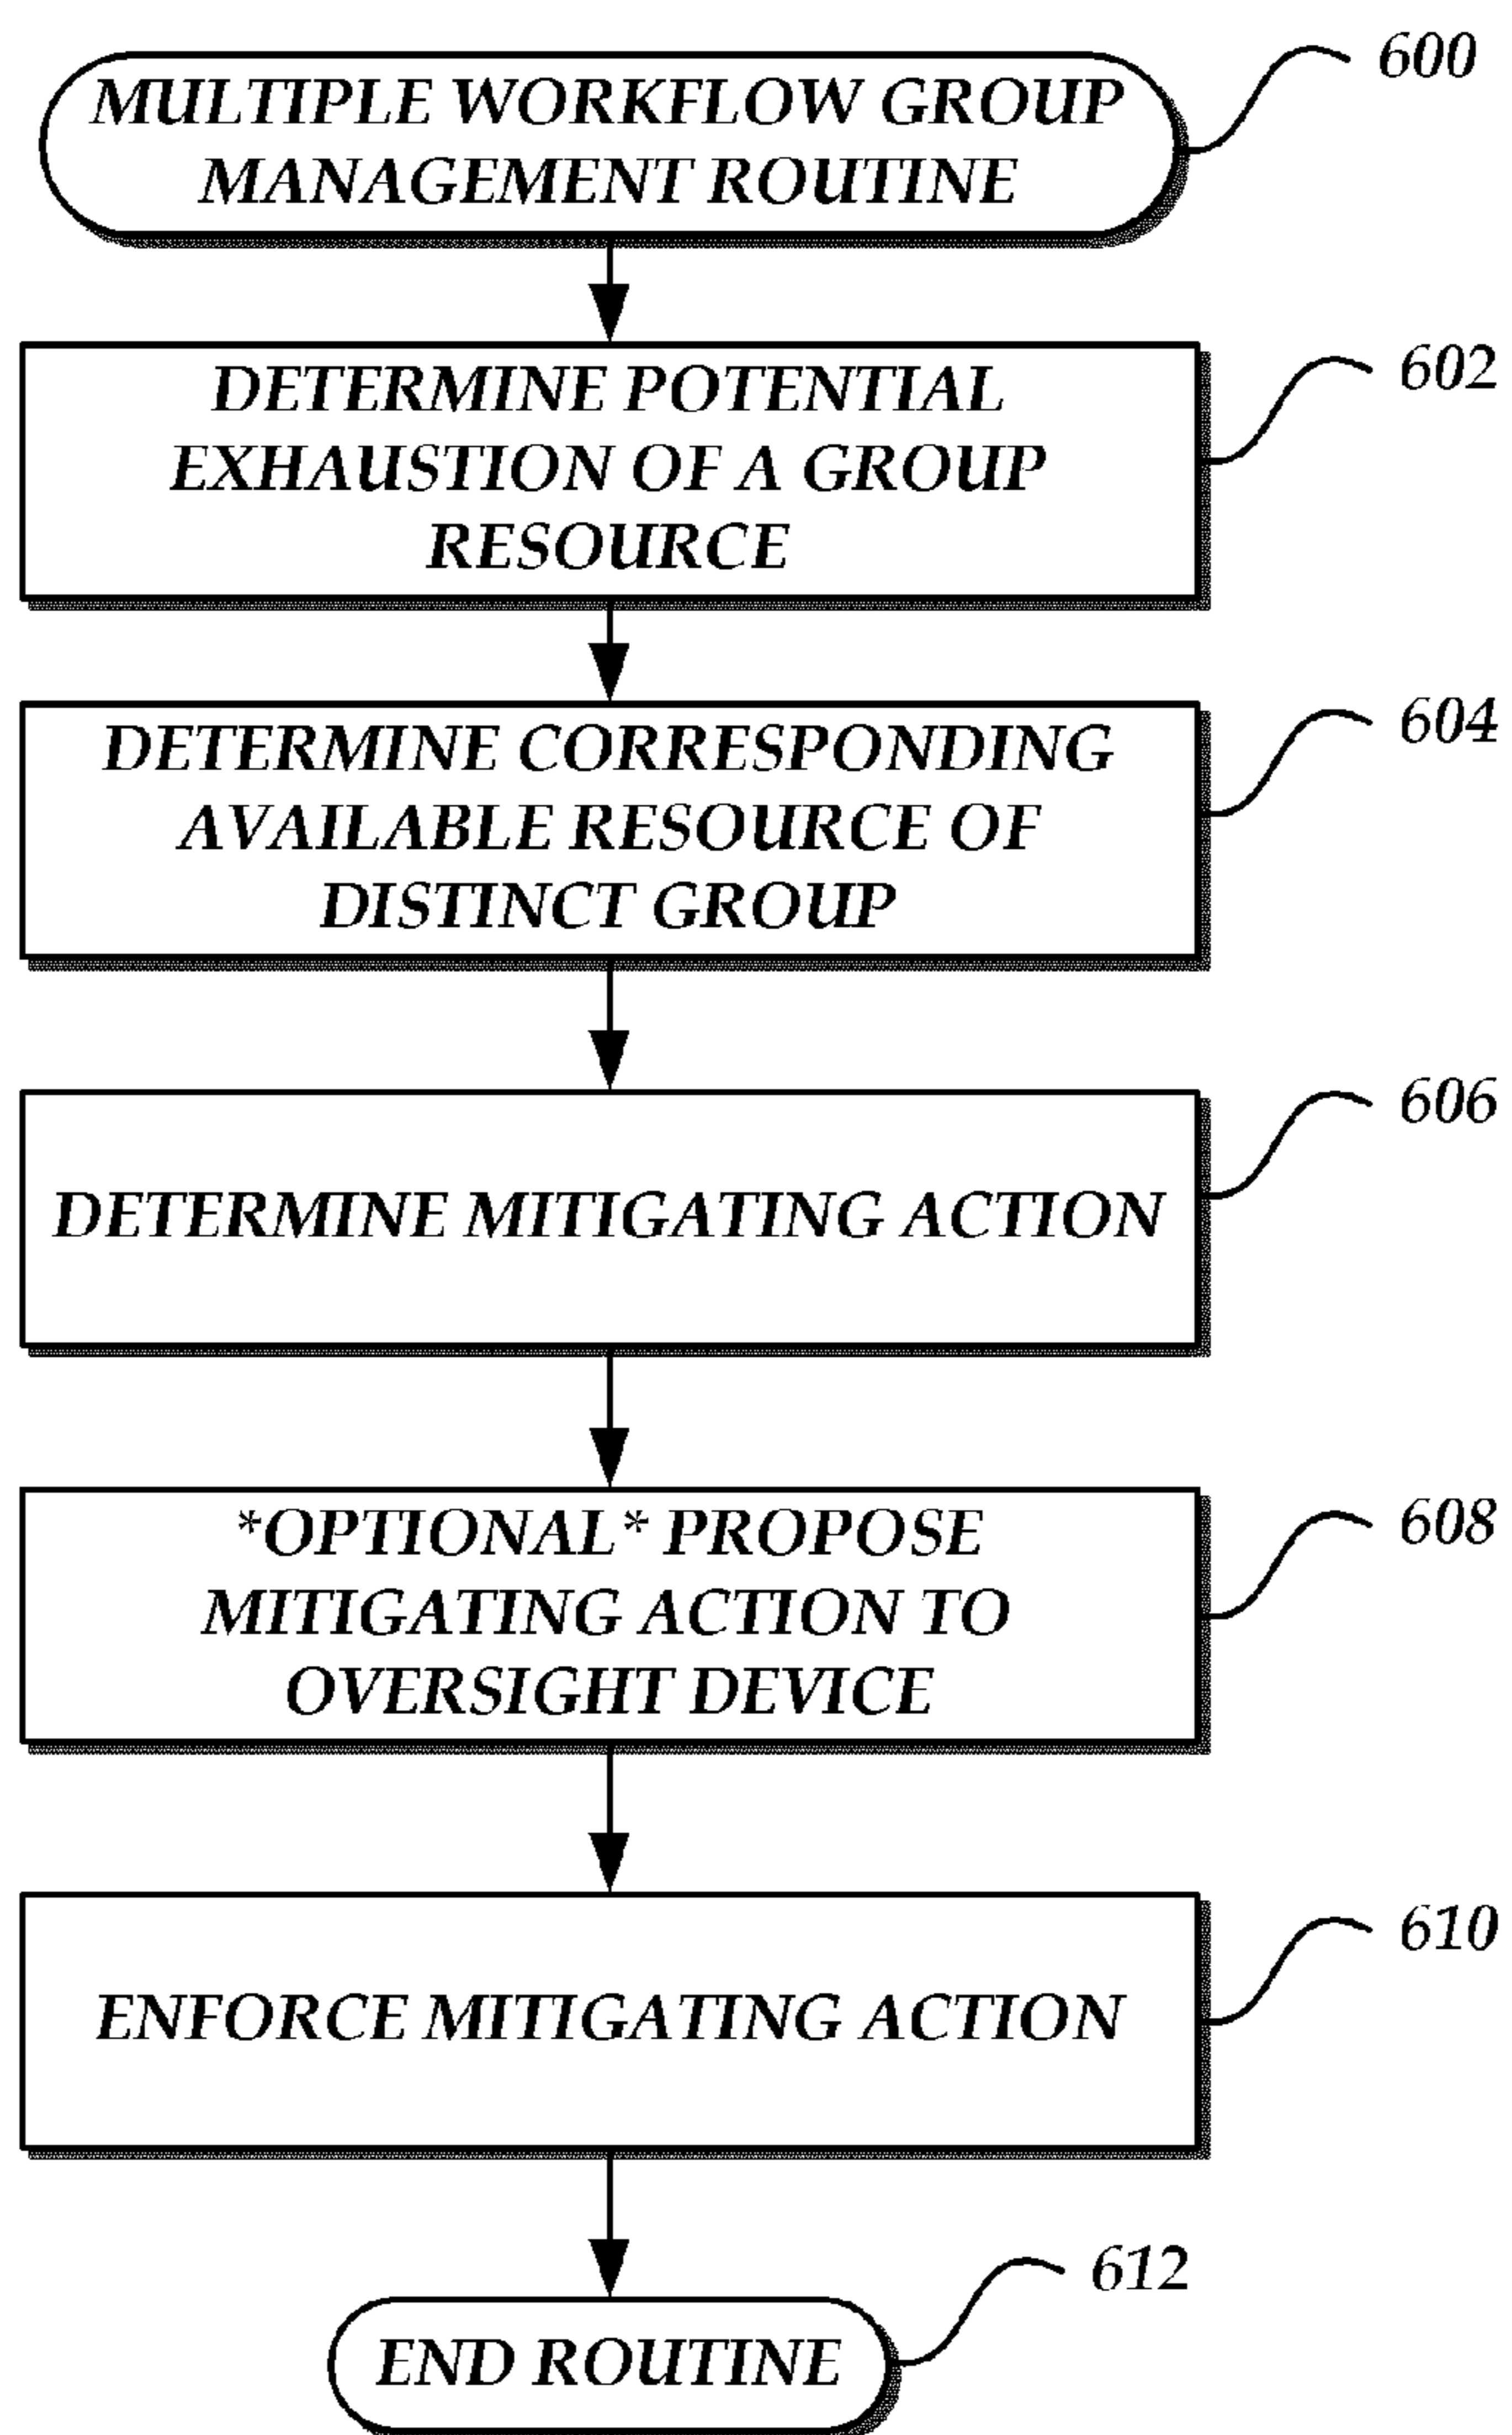 MULTIPLE WORKFLOW GROUP
MANAGEMENT ROUTINE
600
DETERMINE POTENTIAL
EXHAUSTION OF A GROUP
RESOURCE
602
DETERMINE CORRESPONDING
AVAILABLE RESOURCE OF
DISTINCT GROUP
604
DETERMINE MITIGATING ACTION
606
*OPTIONAL* PROPOSE
MITIGATING ACTION TO
OVERSIGHT DEVICE
608
ENFORCE MITIGATING ACTION
610
END ROUTINE
612